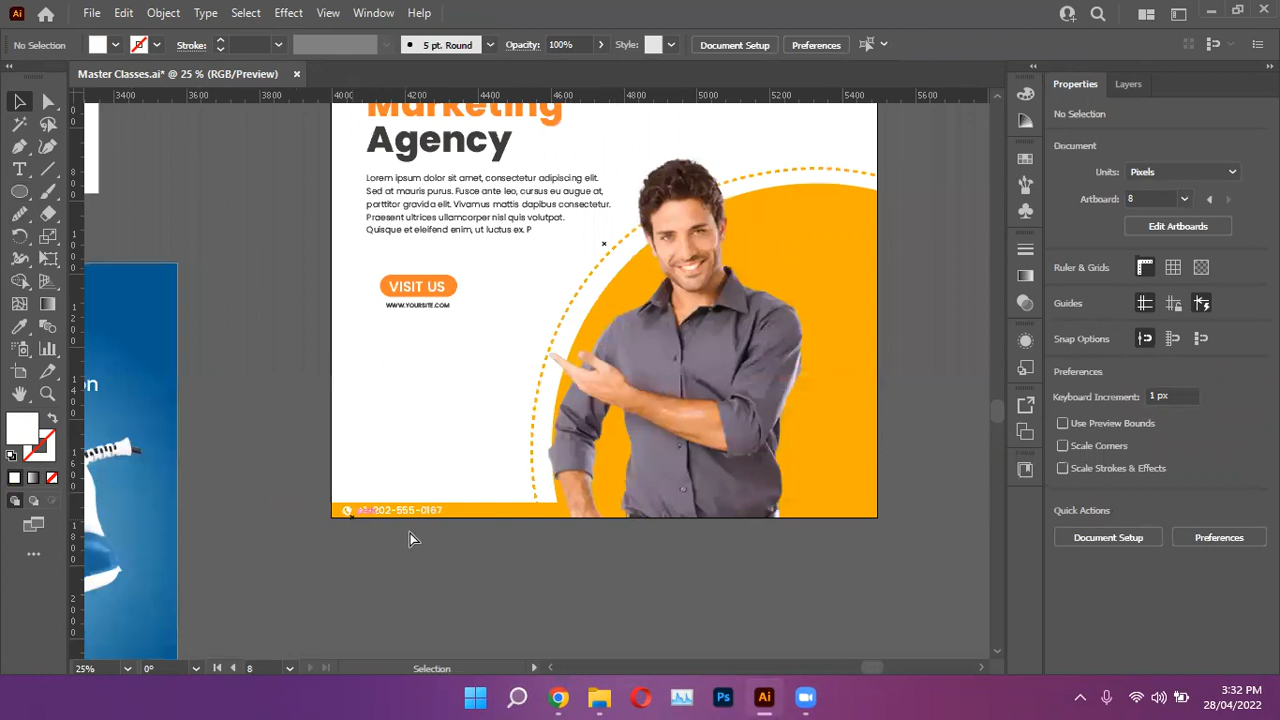 File Edit Object Type Select Effect View Window Help
No Selection Stroke: 5 pt. Round Opacity: 100% Style: Document Setup Preferences
Master Classes.ai* @ 25 % (RGB/Preview)
3400 3600 3800 4000 4200 4400 4600 4800 5000 5200 5400 5600
Marketing
Agency
Lorem ipsum dolor sit amet, consectetur adipiscing elit.
Sed at mauris purus. Fusce ante leo, cursus eu augue at,
porttitor gravida elit. Vivamus mattis dapibus consectetur.
Praesent ultrices ullamcorper nisl quis volutpat.
Quisque et eleifend enim, ut luctus ex. P
VISIT US
WWW.YOURSITE.COM
202-555-0167
on
Properties Layers
No Selection
Document
Units: Pixels
Artboard: 8
Edit Artboards
Ruler & Grids
Guides
Snap Options
Preferences
Keyboard Increment: 1 px
Use Preview Bounds
Scale Corners
Scale Strokes & Effects
Quick Actions
Document Setup Preferences
25% 0° 8 Selection
Ps Ai
3:32 PM
28/04/2022